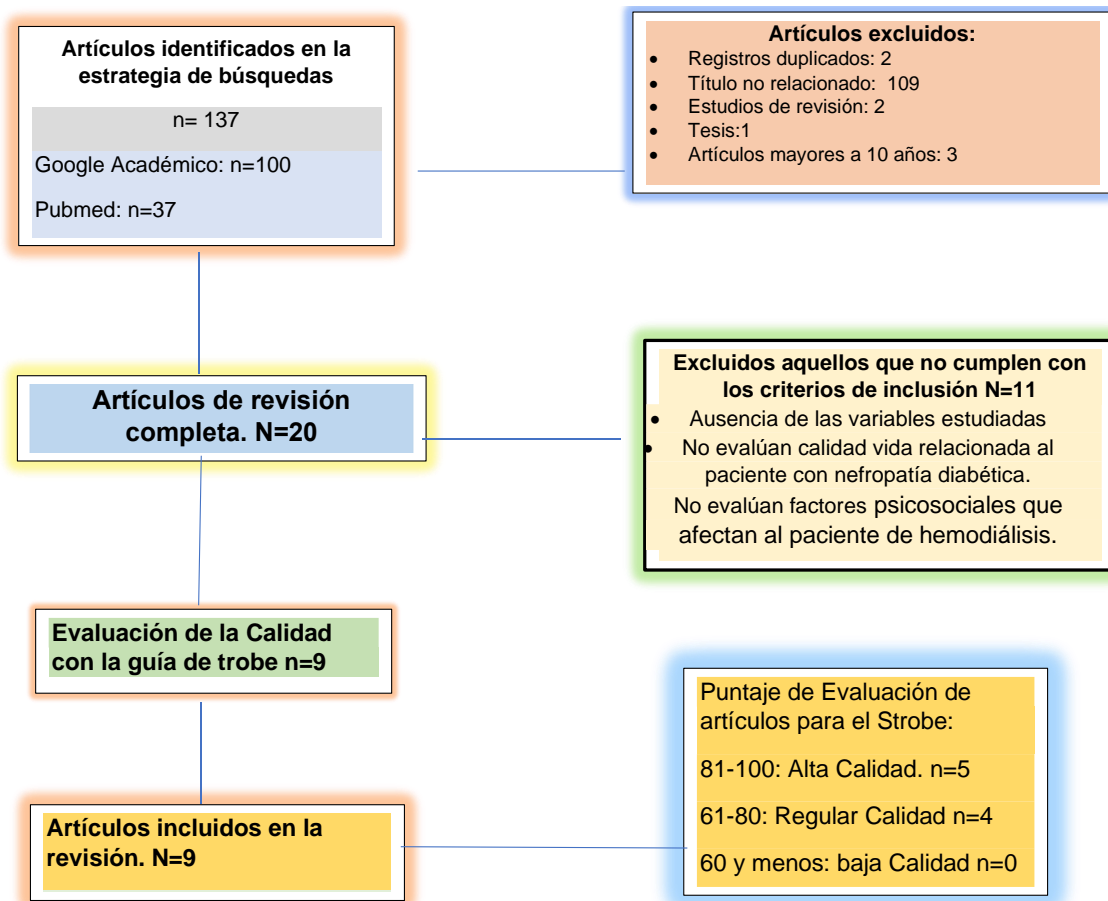 Artículos identificados en la
estrategia de búsquedas
n= 137
Google Académico: n=100
Pubmed: n=37
Artículos excluidos:
• Registros duplicados: 2
• Título no relacionado: 109
• Estudios de revisión: 2
• Tesis:1
• Artículos mayores a 10 años: 3
Artículos de revisión
completa. N=20
Excluidos aquellos que no cumplen con
los criterios de inclusión N=11
• Ausencia de las variables estudiadas
• No evalúan calidad vida relacionada al
paciente con nefropatía diabética.
No evalúan factores psicosociales que
afectan al paciente de hemodiálisis.
Evaluación de la Calidad
con la guía de trobe n=9
Puntaje de Evaluación de
artículos para el Strobe:
81-100: Alta Calidad. n=5
61-80: Regular Calidad n=4
60 y menos: baja Calidad n=0
Artículos incluidos en la
revisión. N=9